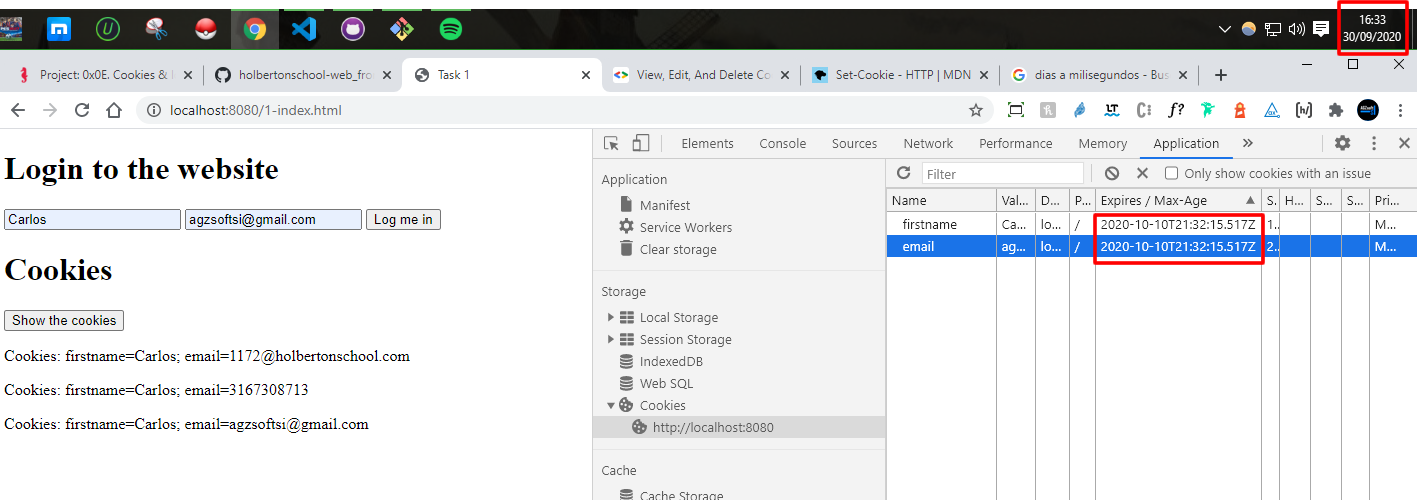 16:33
30/09/2020
Project: 0x0E. Cookies & 
holbertonschool-web_fro
Task 1
View, Edit, And Delete Co
Set-Cookie - HTTP | MDN
dias a milisegundos - Bus
localhost:8080/1-index.html
Login to the website
Carlos agzsoftsi@gmail.com Log me in
Cookies
Show the cookies
Cookies: firstname=Carlos; email=1172@holbertonschool.com
Cookies: firstname=Carlos; email=3167308713
Cookies: firstname=Carlos; email=agzsoftsi@gmail.com
Elements Console Sources Network Performance Memory Application
Application
Manifest
Service Workers
Clear storage
Storage
Local Storage
Session Storage
IndexedDB
Web SQL
Cookies
http://localhost:8080
Cache
Cache Storage
Filter Only show cookies with an issue
Name Val... D... P... Expires / Max-Age S. H... S... S... Pri...
firstname Ca... lo... / 2020-10-10T21:32:15.517Z 1.. M...
email ag... lo... / 2020-10-10T21:32:15.517Z 2.. M...